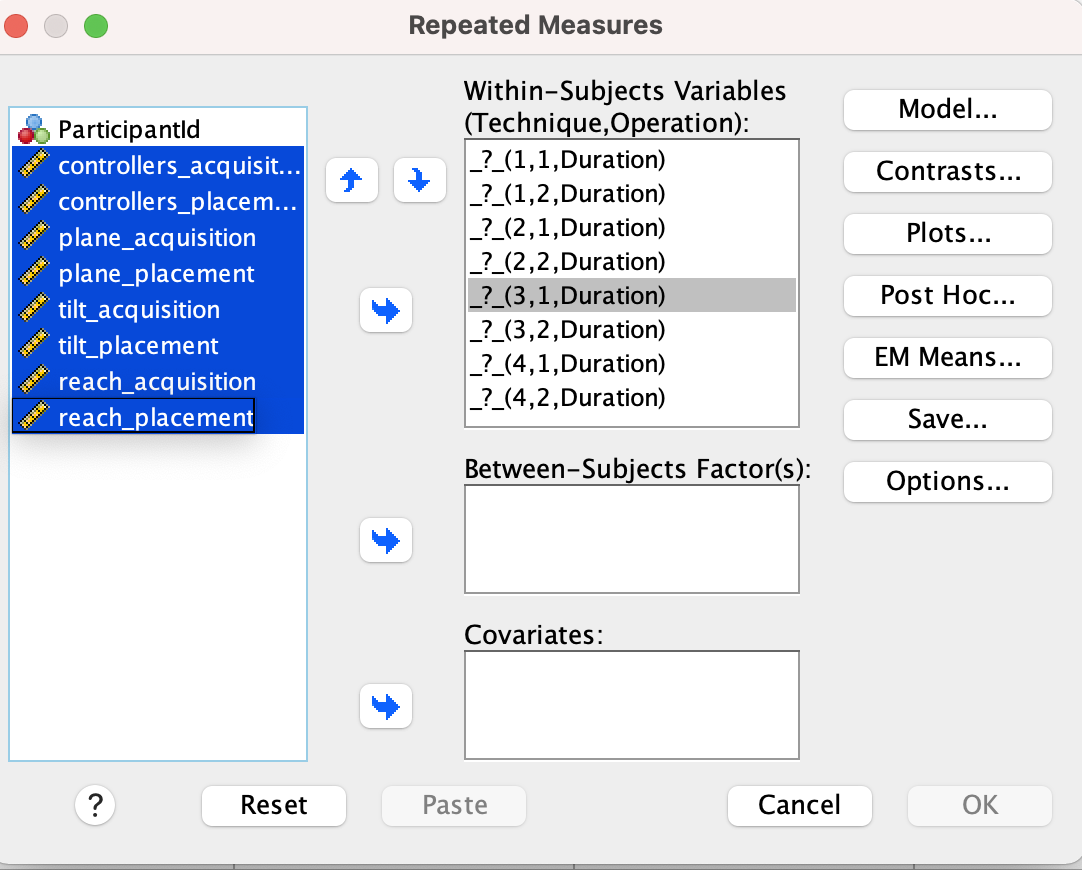 Repeated Measures
ParticipantId
controllers_acquisit...
controllers_placem...
plane_acquisition
plane_placement
tilt_acquisition
tilt_placement
reach_acquisition
reach_placement
Within-Subjects Variables
(Technique,Operation):
_?_(1,1,Duration)
_?_(1,2,Duration)
_?_(2,1,Duration)
_?_(2,2,Duration)
_?_(3,1,Duration)
_?_(3,2,Duration)
_?_(4,1,Duration)
_?_(4,2,Duration)
Between-Subjects Factor(s):
Covariates:
Model...
Contrasts...
Plots...
Post Hoc...
EM Means...
Save...
Options...
?
Reset
Paste
Cancel
OK